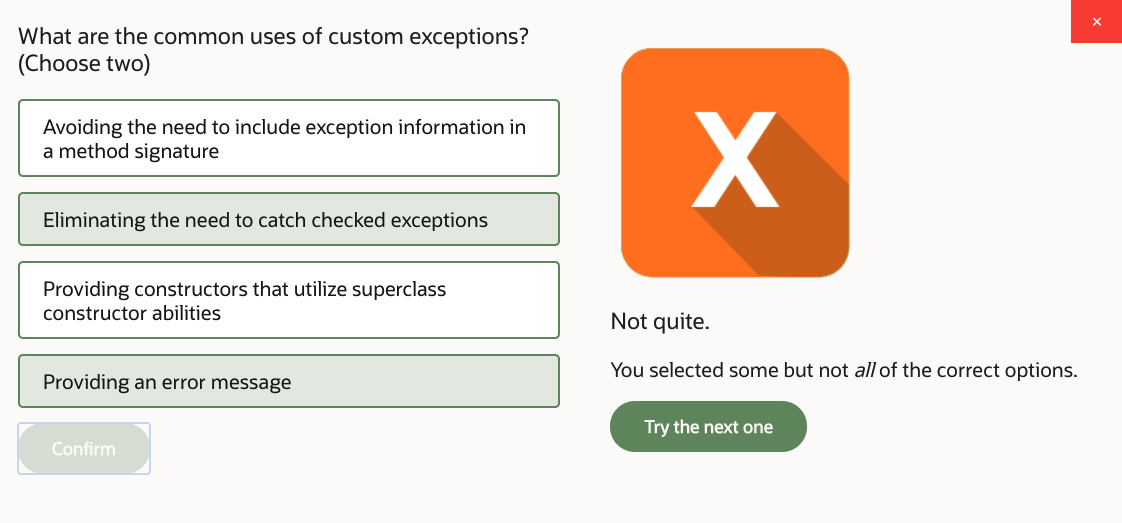 What are the common uses of custom exceptions?
(Choose two)
Avoiding the need to include exception information in
a method signature
Eliminating the need to catch checked exceptions
Providing constructors that utilize superclass
constructor abilities
Providing an error message
Confirm
×
X
Not quite.
You selected some but not all of the correct options.
Try the next one